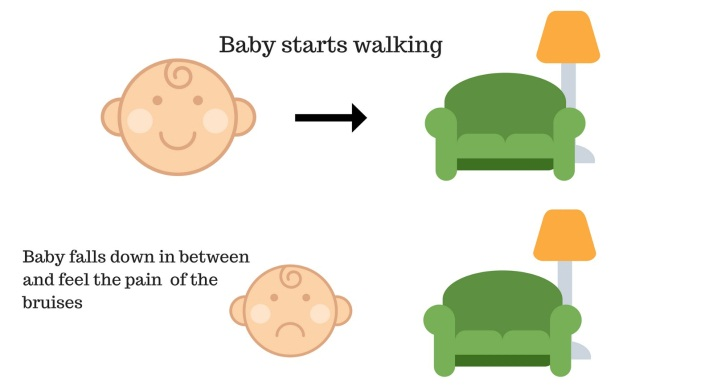 Baby starts walking
Baby falls down in between
and feel the pain of the
bruises